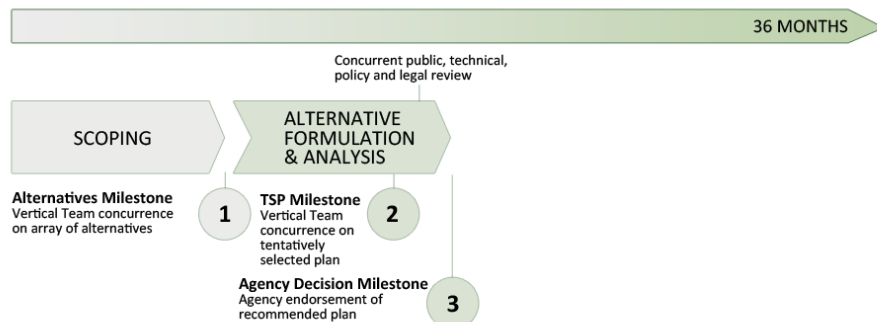 36 MONTHS
Concurrent public, technical,
policy and legal review
SCOPING
ALTERNATIVE
FORMULATION
& ANALYSIS
Alternatives Milestone
Vertical Team concurrence
on array of alternatives
1
TSP Milestone
Vertical Team
concurrence on
tentatively
selected plan
2
Agency Decision Milestone
Agency endorsement of
recommended plan
3